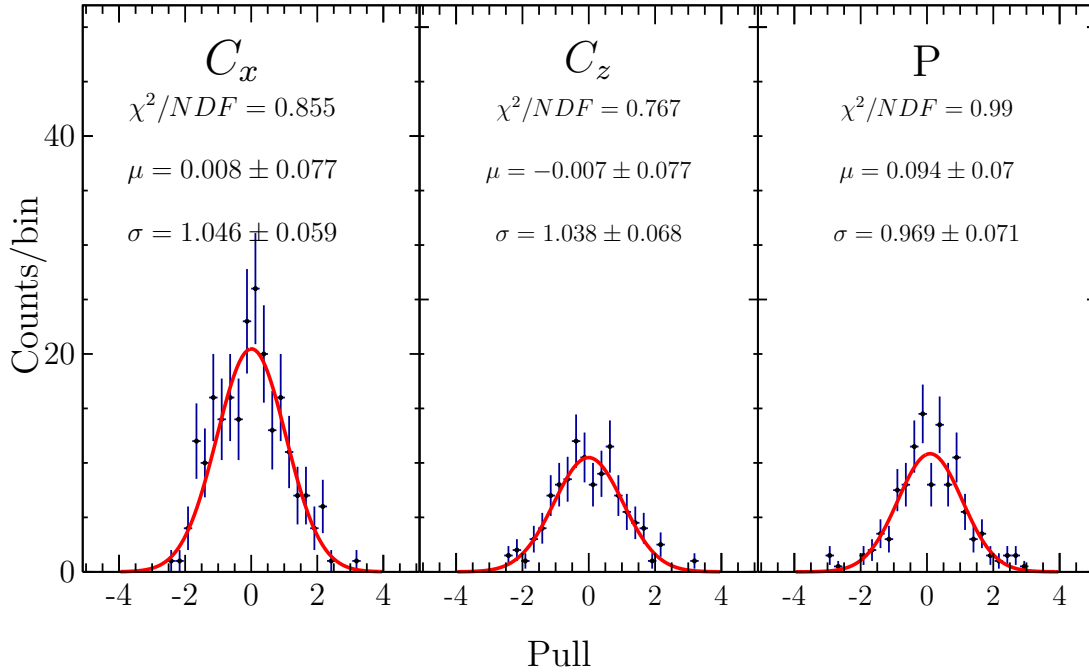 C_x C_z P
χ²/NDF = 0.855 χ²/NDF = 0.767 χ²/NDF = 0.99
μ = 0.008 ± 0.077 μ = −0.007 ± 0.077 μ = 0.094 ± 0.07
σ = 1.046 ± 0.059 σ = 1.038 ± 0.068 σ = 0.969 ± 0.071
Counts/bin
40
20
0
-4 -2 0 2 4 -4 -2 0 2 4 -4 -2 0 2 4
Pull